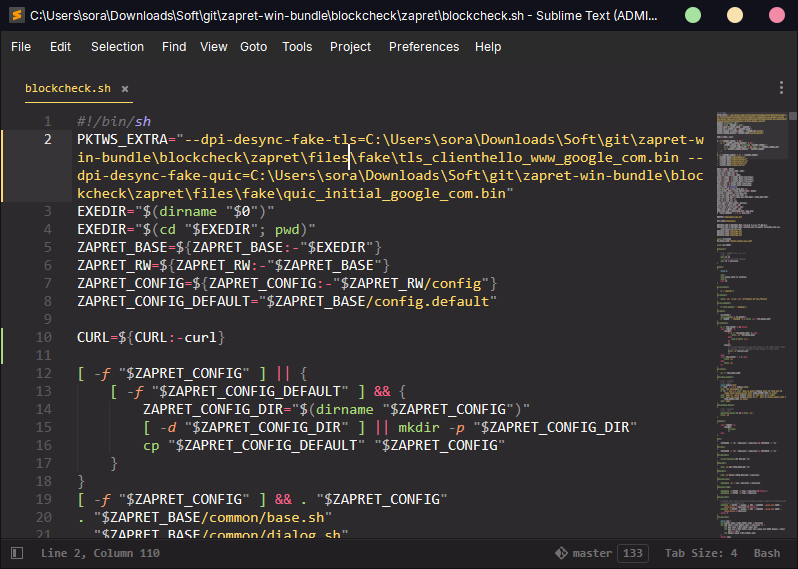 C:\Users\sora\Downloads\Soft\git\zapret-win-bundle\blockcheck\zapret\blockcheck.sh - Sublime Text (ADMI...
File Edit Selection Find View Goto Tools Project Preferences Help
blockcheck.sh ×
1 #!/bin/sh
2 PKTWS_EXTRA="--dpi-desync-fake-tls=C:\Users\sora\Downloads\Soft\git\zapret-w
in-bundle\blockcheck\zapret\files\fake\tls_clienthello_www_google_com.bin --
dpi-desync-fake-quic=C:\Users\sora\Downloads\Soft\git\zapret-win-bundle\bloc
kcheck\zapret\files\fake\quic_initial_google_com.bin"
3 EXEDIR="$(dirname "$0")"
4 EXEDIR="$(cd "$EXEDIR"; pwd)"
5 ZAPRET_BASE=${ZAPRET_BASE:-"$EXEDIR"}
6 ZAPRET_RW=${ZAPRET_RW:-"$ZAPRET_BASE"}
7 ZAPRET_CONFIG=${ZAPRET_CONFIG:-"$ZAPRET_RW/config"}
8 ZAPRET_CONFIG_DEFAULT="$ZAPRET_BASE/config.default"
9
10 CURL=${CURL:-curl}
11
12 [ -f "$ZAPRET_CONFIG" ] || {
13 [ -f "$ZAPRET_CONFIG_DEFAULT" ] && {
14 ZAPRET_CONFIG_DIR="$(dirname "$ZAPRET_CONFIG")"
15 [ -d "$ZAPRET_CONFIG_DIR" ] || mkdir -p "$ZAPRET_CONFIG_DIR"
16 cp "$ZAPRET_CONFIG_DEFAULT" "$ZAPRET_CONFIG"
17 }
18 }
19 [ -f "$ZAPRET_CONFIG" ] && . "$ZAPRET_CONFIG"
20 . "$ZAPRET_BASE/common/base.sh"
21 . "$ZAPRET_BASE/common/dialog.sh"
Line 2, Column 110 master 133 Tab Size: 4 Bash